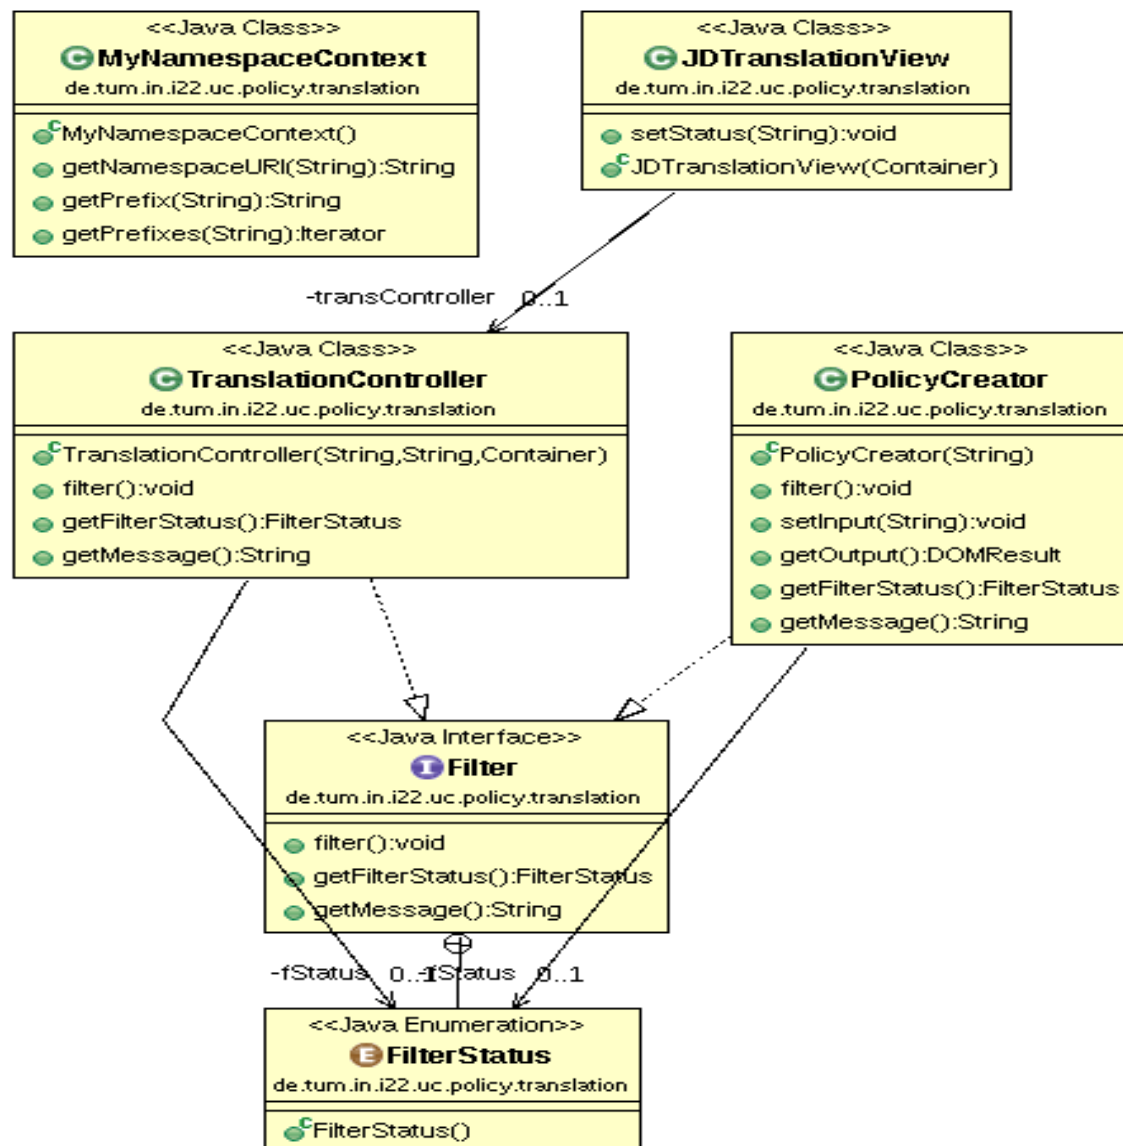 <<Java Class>>
MyNamespaceContext
de.tum.in.i22.uc.policy.translation
MyNamespaceContext()
getNamespaceURI(String):String
getPrefix(String):String
getPrefixes(String):Iterator
<<Java Class>>
JDTranslationView
de.tum.in.i22.uc.policy.translation
setStatus(String):void
JDTranslationView(Container)
-transController 0..1
<<Java Class>>
TranslationController
de.tum.in.i22.uc.policy.translation
TranslationController(String,String,Container)
filter():void
getFilterStatus():FilterStatus
getMessage():String
<<Java Class>>
PolicyCreator
de.tum.in.i22.uc.policy.translation
PolicyCreator(String)
filter():void
setInput(String):void
getOutput():DOMResult
getFilterStatus():FilterStatus
getMessage():String
<<Java Interface>>
Filter
de.tum.in.i22.uc.policy.translation
filter():void
getFilterStatus():FilterStatus
getMessage():String
-fStatus 0..1 -fStatus 0..1
<<Java Enumeration>>
FilterStatus
de.tum.in.i22.uc.policy.translation
FilterStatus()